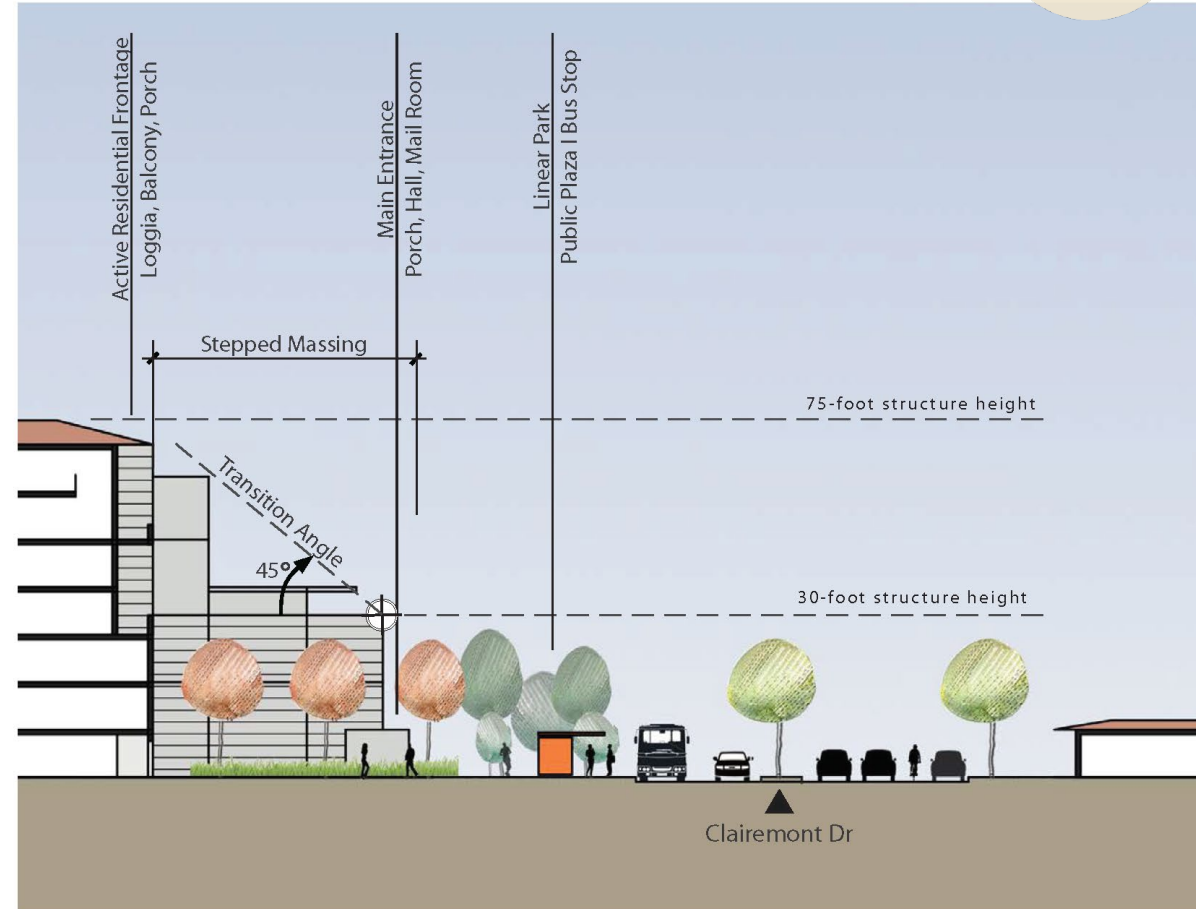 Active Residential Frontage
Loggia, Balcony, Porch
Main Entrance
Porch, Hall, Mail Room
Linear Park
Public Plaza I Bus Stop
Stepped Massing
75-foot structure height
Transition Angle
45°
30-foot structure height
Clairemont Dr